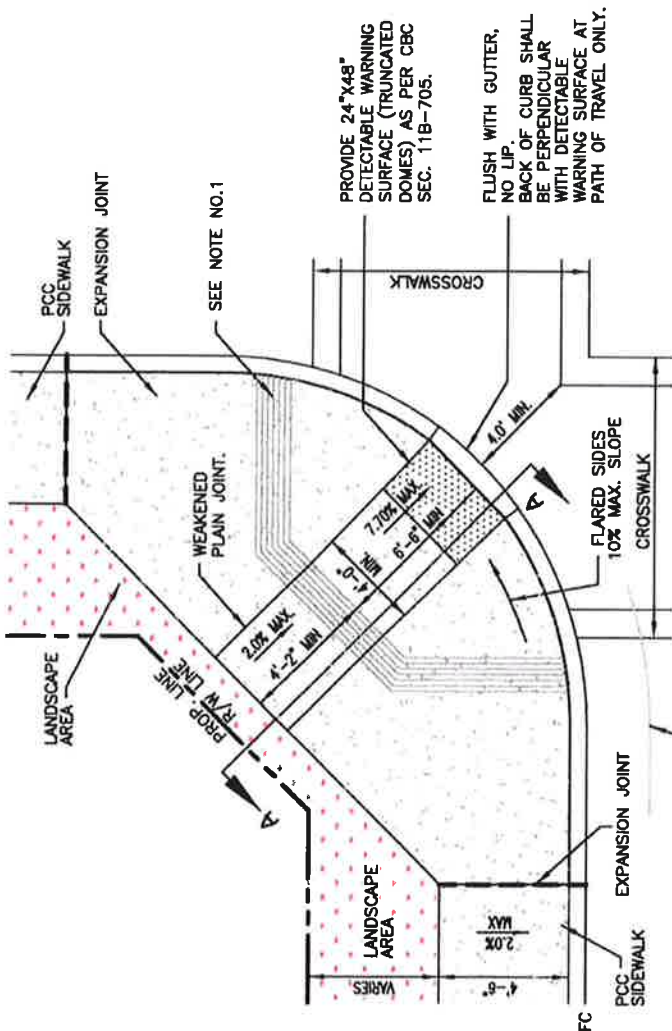 PCC
SIDEWALK
EXPANSION JOINT
SEE NOTE NO.1
PROVIDE 24"X48"
DETECTABLE WARNING
SURFACE (TRUNCATED
DOMES) AS PER CBC
SEC. 11B-705.
FLUSH WITH GUTTER,
NO LIP.
BACK OF CURB SHALL
BE PERPENDICULAR
WITH DETECTABLE
WARNING SURFACE AT
PATH OF TRAVEL ONLY.
CROSSWALK
WEAKENED
PLAIN JOINT.
LANDSCAPE
AREA
PROP. LINE
R/W LINE
2.0% MAX.
4'-2" MIN
4'-0"
MIN.
7.70% MAX.
6'-6" MIN
4.0' MIN.
A
A
FLARED SIDES
10% MAX. SLOPE
CROSSWALK
LANDSCAPE
AREA
VARIES
4'-6"
2.0%
MAX
EXPANSION JOINT
PCC
SIDEWALK
FC